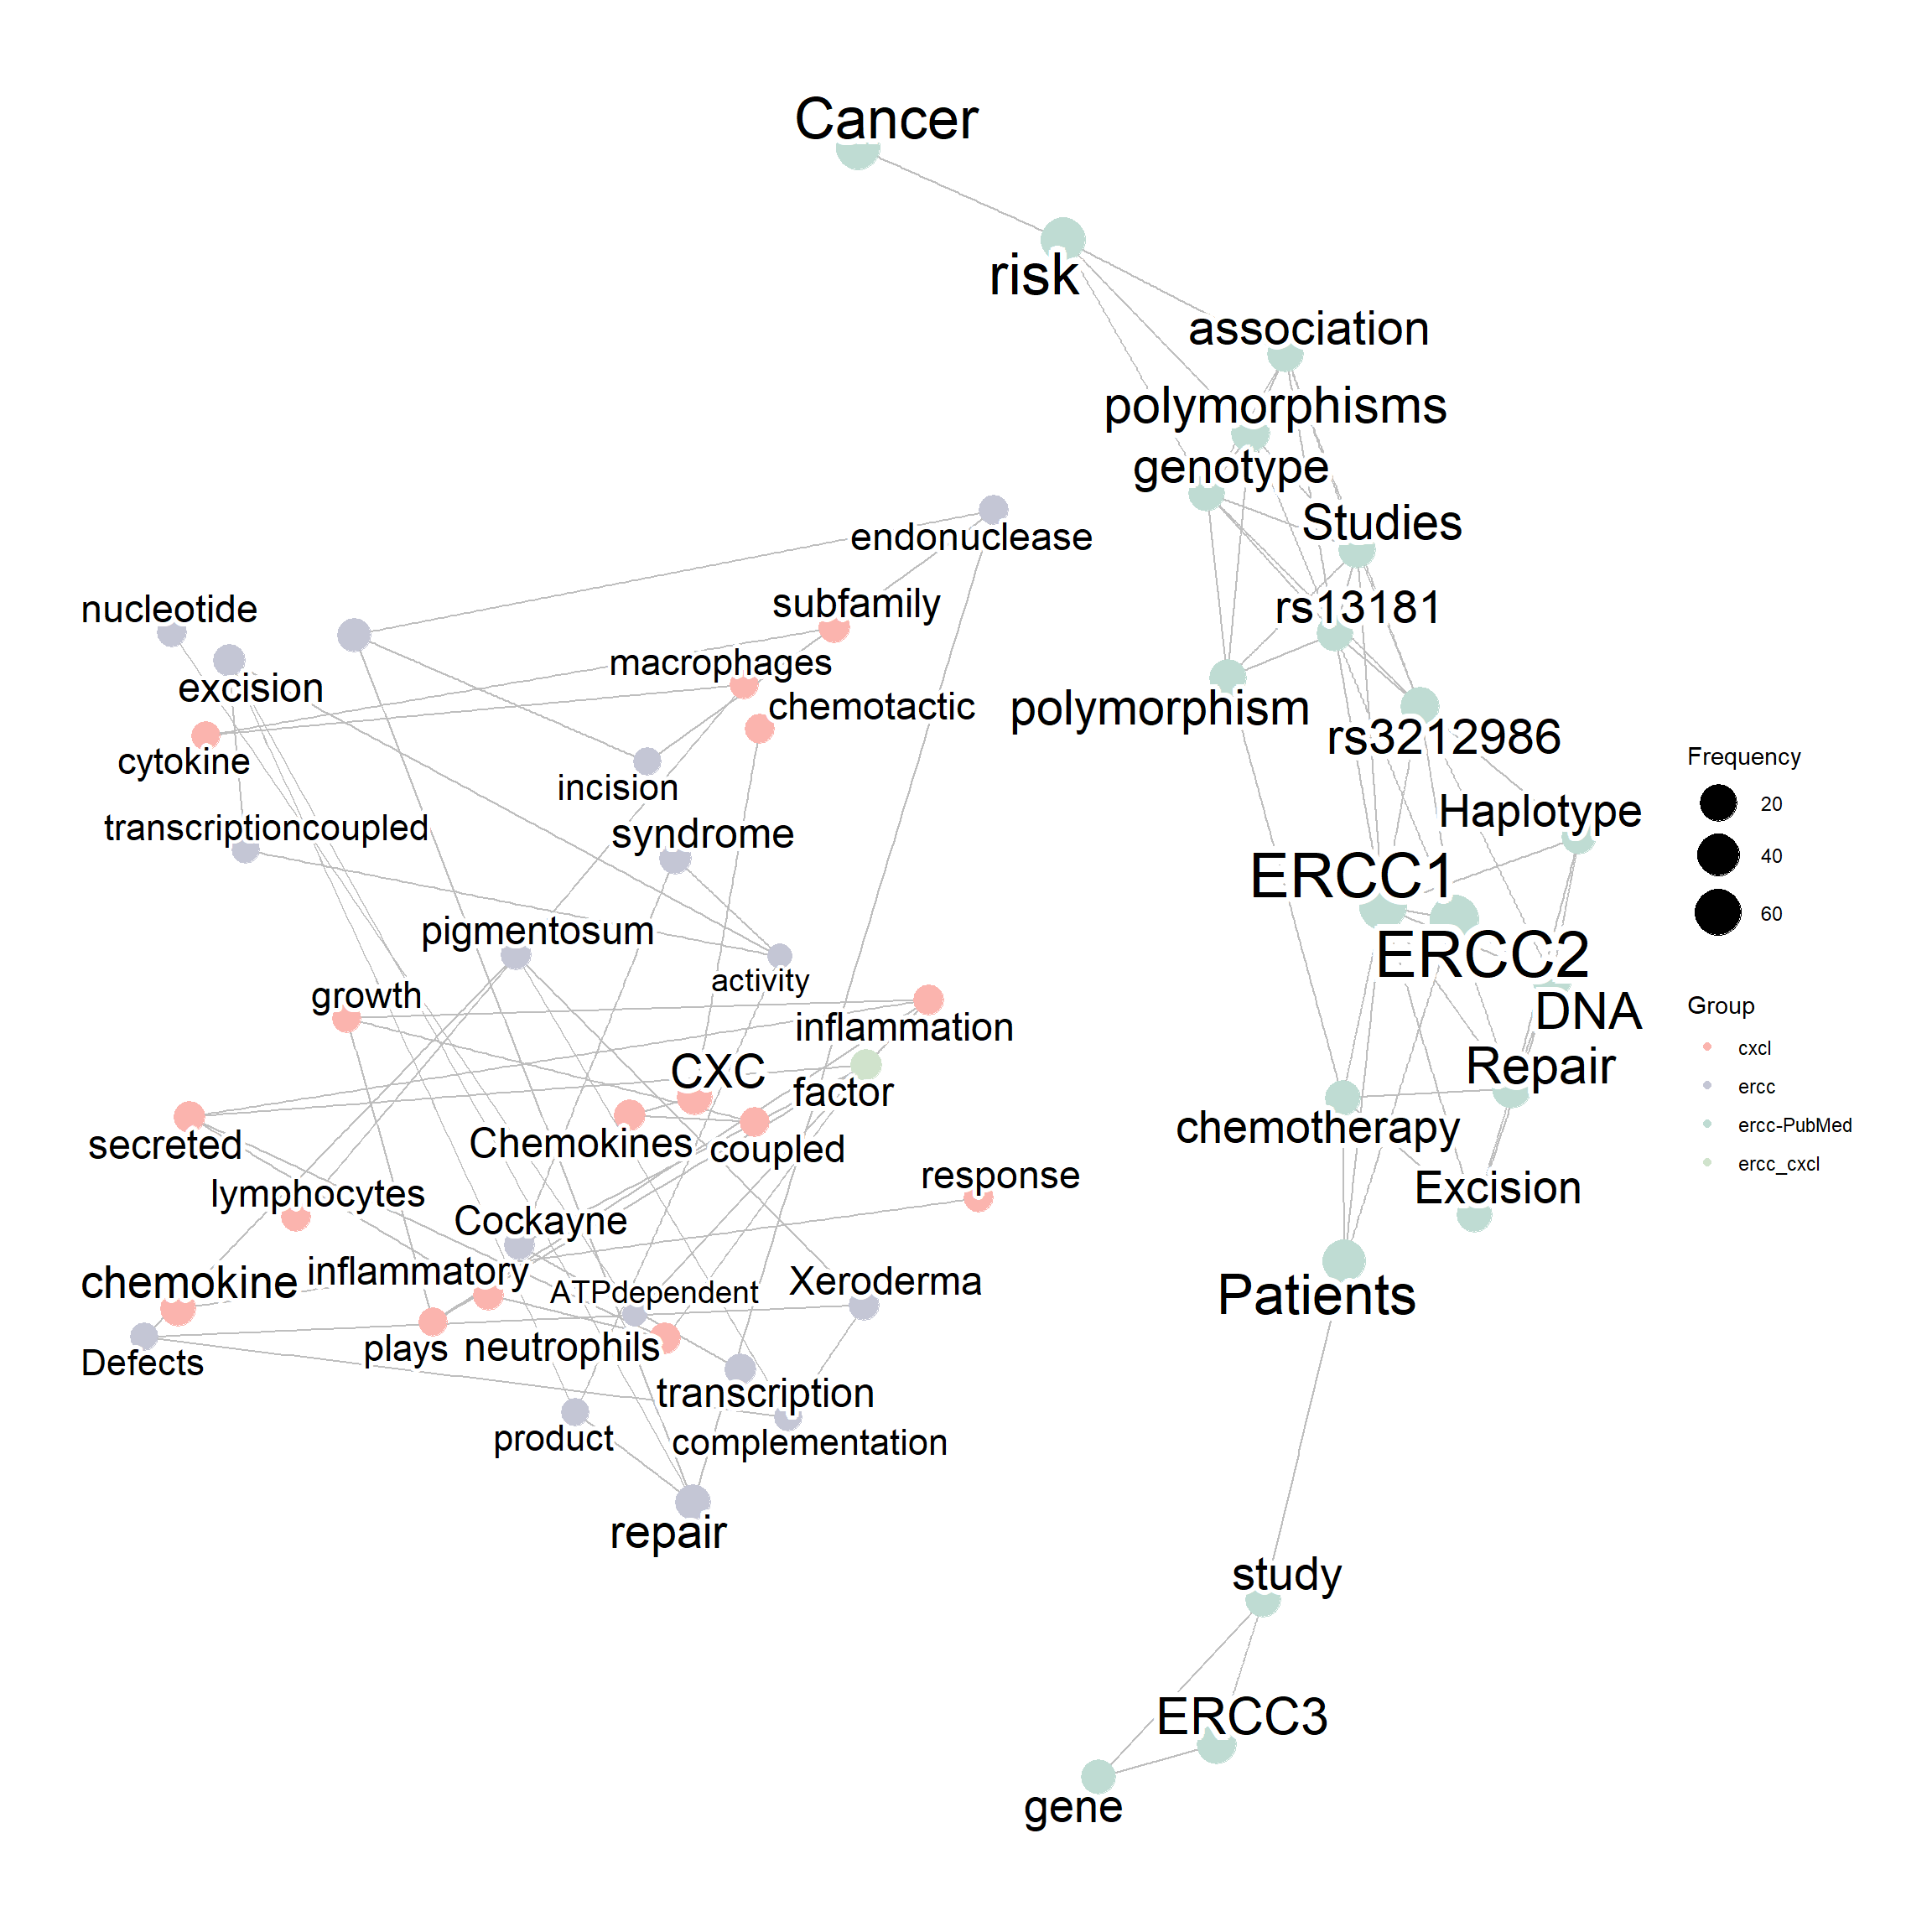 Cancer
risk
association
polymorphisms
genotype
Studies
endonuclease
nucleotide
subfamily
rs13181
macrophages
excision
chemotactic
polymorphism
rs3212986
cytokine
incision
Haplotype
transcriptioncoupled
syndrome
ERCC1
pigmentosum
ERCC2
activity
growth
DNA
inflammation
CXC
Repair
factor
chemotherapy
secreted
Chemokines
coupled
response
Excision
lymphocytes
Cockayne
inflammatory
chemokine
ATPdependent
Xeroderma
Patients
plays
neutrophils
Defects
transcription
product
complementation
repair
study
ERCC3
gene
Frequency
20
40
60
Group
cxcl
ercc
ercc-PubMed
ercc_cxcl